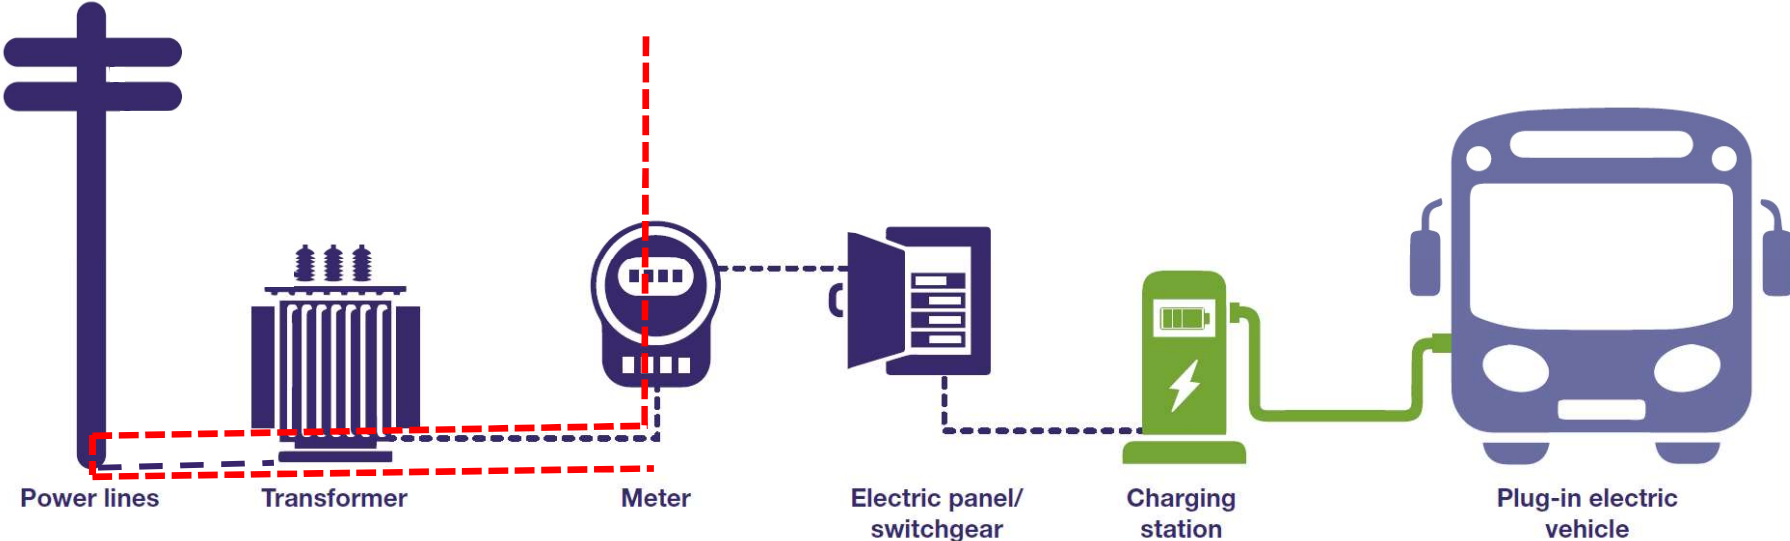 Power lines
Transformer
Meter
Electric panel/
switchgear
Charging
station
Plug-in electric
vehicle